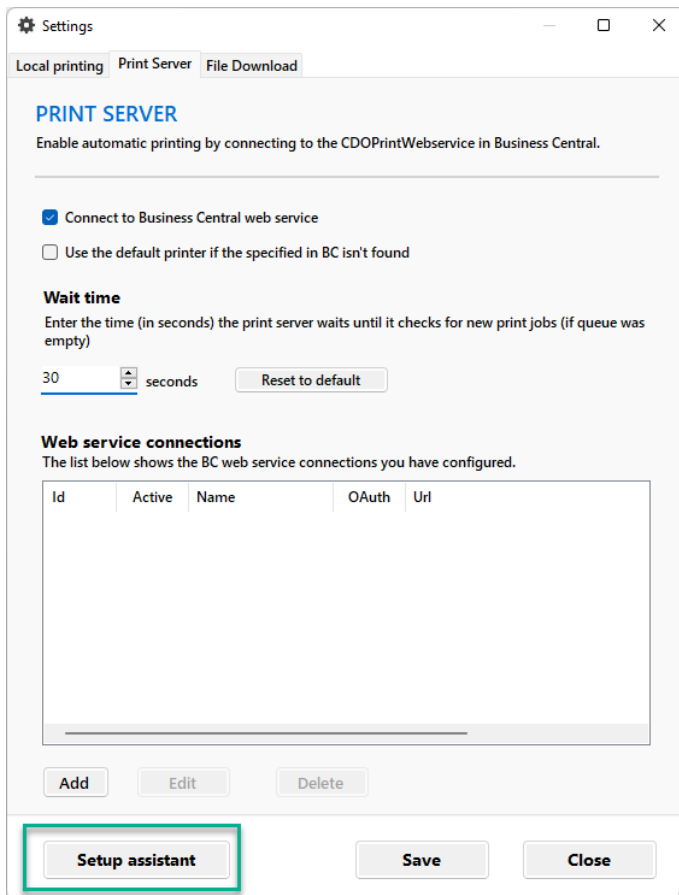 Settings
Local printing Print Server File Download
PRINT SERVER
Enable automatic printing by connecting to the CDOPrintWebservice in Business Central.
Connect to Business Central web service
Use the default printer if the specified in BC isn't found
Wait time
Enter the time (in seconds) the print server waits until it checks for new print jobs (if queue was
empty)
30 seconds Reset to default
Web service connections
The list below shows the BC web service connections you have configured.
Id Active Name OAuth Url
Add Edit Delete
Setup assistant Save Close